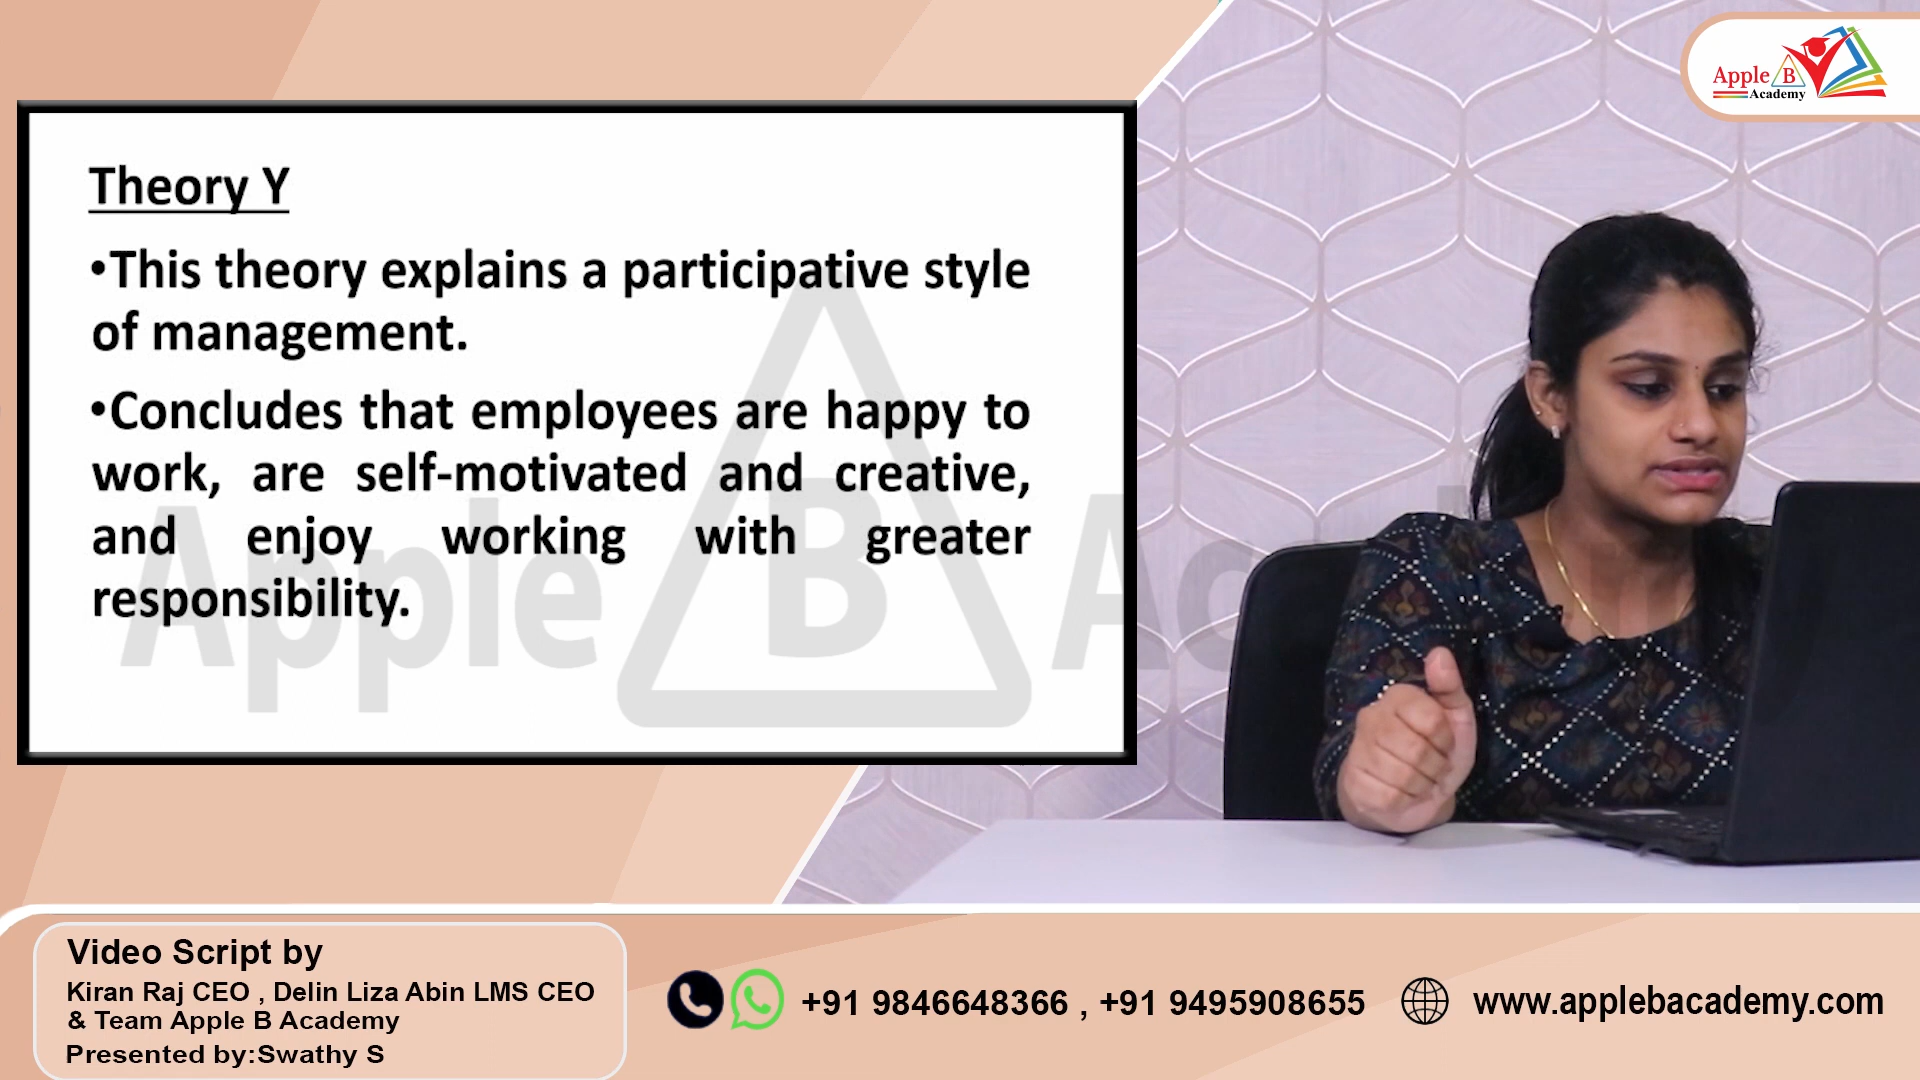 Apple B
Academy
Theory Y
•This theory explains a participative style
of management.
•Concludes that employees are happy to
work, are self-motivated and creative,
and enjoy working with greater
responsibility.
Apple B Ac
Video Script by
Kiran Raj CEO , Delin Liza Abin LMS CEO
& Team Apple B Academy
Presented by:Swathy S
+91 9846648366 , +91 9495908655
www.applebacademy.com